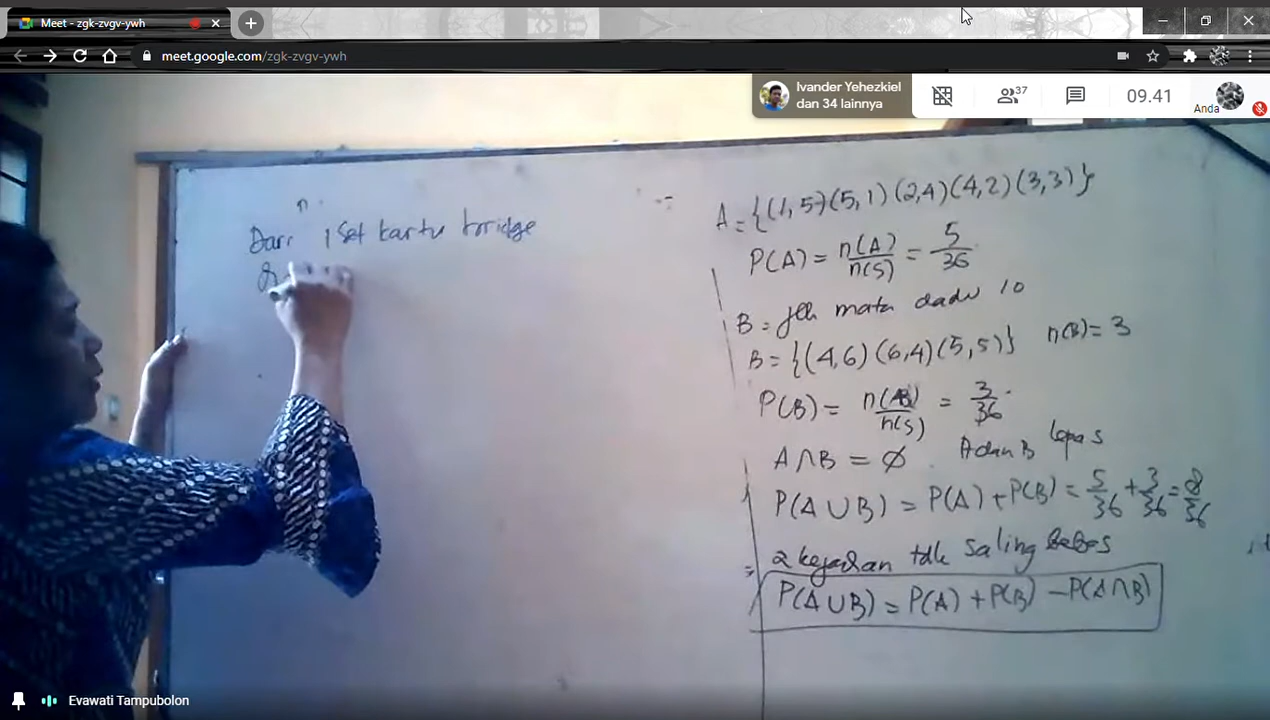 Meet - zgk-zvgv-ywh
meet.google.com/zgk-zvgv-ywh
Ivander Yehezkiel
dan 34 lainnya
37
09.41
Anda
Dari 1 set kartu bridge
A = {(1,5)(5,1)(2,4)(4,2)(3,3)}
P(A) = n(A)/n(S) = 5/36
B = jlh mata dadu 10
B = {(4,6)(6,4)(5,5)} n(B) = 3
P(B) = n(B)/n(S) = 3/36
A∩B = ∅ A dan B lepas
P(A∪B) = P(A) + P(B) = 5/36 + 3/36 = 8/36
2 kejadian tdk saling bebas
P(A∪B) = P(A) + P(B) - P(A∩B)
Evawati Tampubolon